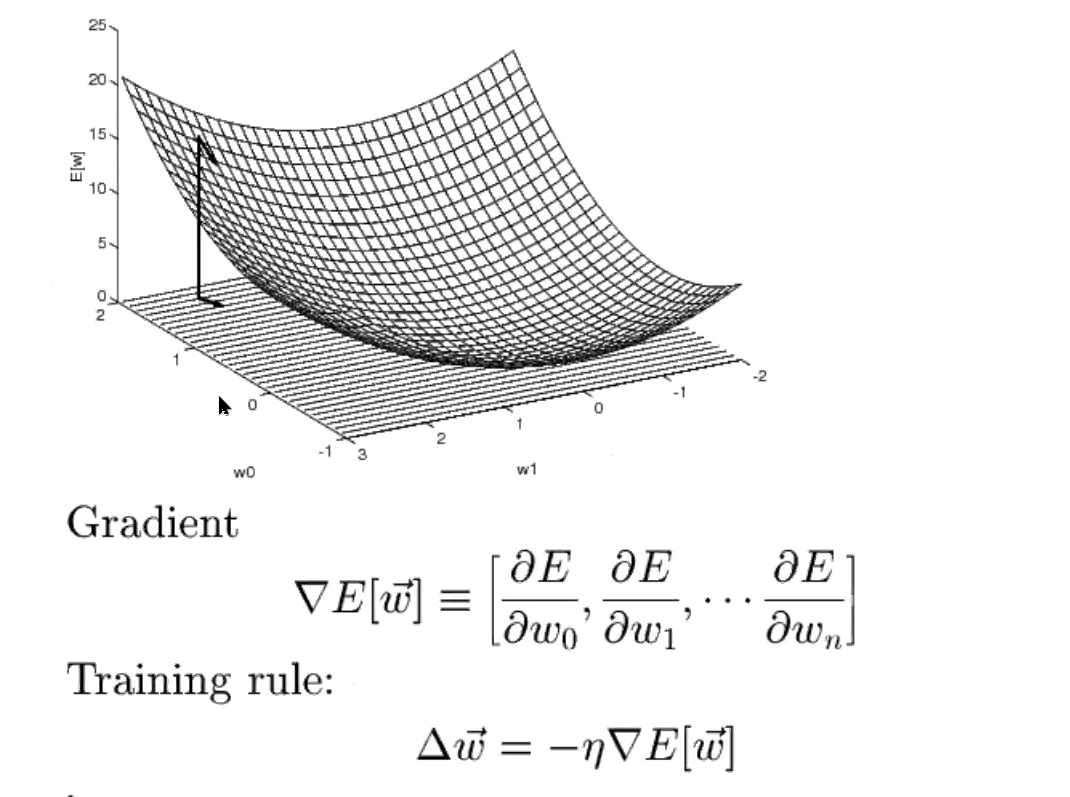 25
20
15
10
5
0
E[w]
2
1
0
-1
w0
3
2
1
0
-1
-2
w1
Gradient
∇E[w⃗] ≡ [∂E/∂w₀, ∂E/∂w₁, ⋯ ∂E/∂wₙ]
Training rule:
Δw⃗ = −η∇E[w⃗]